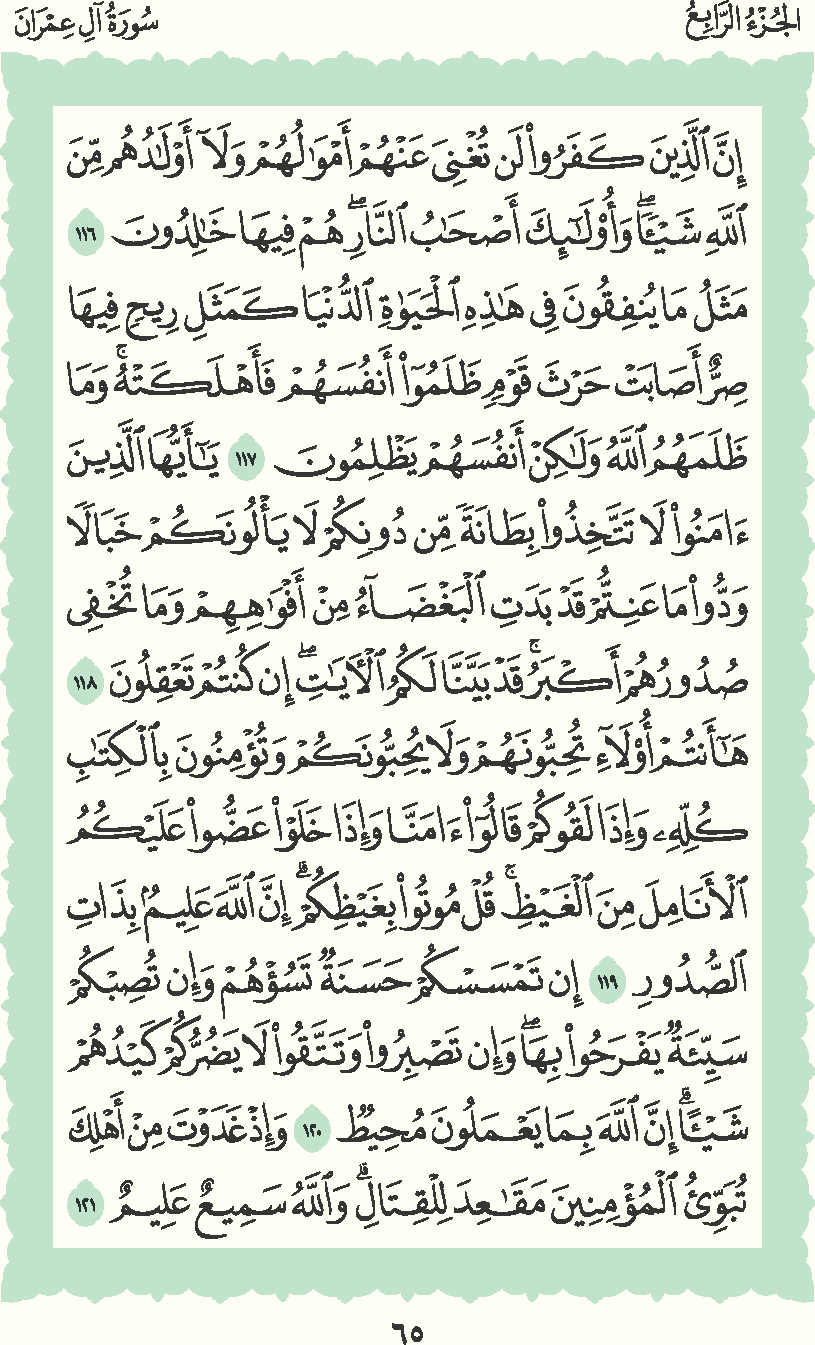 الجُزْءُ الرَّابِعُ
سُورَةُ آلِ عِمْرَانَ
إِنَّ ٱلَّذِينَ كَفَرُوا۟ لَن تُغْنِىَ عَنْهُمْ أَمْوَٰلُهُمْ وَلَآ أَوْلَـٰدُهُم مِّنَ
ٱللَّهِ شَيْـًٔا ۖ وَأُو۟لَـٰٓئِكَ أَصْحَـٰبُ ٱلنَّارِ ۖ هُمْ فِيهَا خَـٰلِدُونَ ١١٦
مَثَلُ مَا يُنفِقُونَ فِى هَـٰذِهِ ٱلْحَيَوٰةِ ٱلدُّنْيَا كَمَثَلِ رِيحٍ فِيهَا
صِرٌّ أَصَابَتْ حَرْثَ قَوْمٍ ظَلَمُوٓا۟ أَنفُسَهُمْ فَأَهْلَكَتْهُ ۚ وَمَا
ظَلَمَهُمُ ٱللَّهُ وَلَـٰكِنْ أَنفُسَهُمْ يَظْلِمُونَ ١١٧ يَـٰٓأَيُّهَا ٱلَّذِينَ
ءَامَنُوا۟ لَا تَتَّخِذُوا۟ بِطَانَةً مِّن دُونِكُمْ لَا يَأْلُونَكُمْ خَبَالًا
وَدُّوا۟ مَا عَنِتُّمْ قَدْ بَدَتِ ٱلْبَغْضَآءُ مِنْ أَفْوَٰهِهِمْ وَمَا تُخْفِى
صُدُورُهُمْ أَكْبَرُ ۚ قَدْ بَيَّنَّا لَكُمُ ٱلْـَٔايَـٰتِ ۖ إِن كُنتُمْ تَعْقِلُونَ ١١٨
هَـٰٓأَنتُمْ أُو۟لَآءِ تُحِبُّونَهُمْ وَلَا يُحِبُّونَكُمْ وَتُؤْمِنُونَ بِٱلْكِتَـٰبِ
كُلِّهِۦ وَإِذَا لَقُوكُمْ قَالُوٓا۟ ءَامَنَّا وَإِذَا خَلَوْا۟ عَضُّوا۟ عَلَيْكُمُ
ٱلْأَنَامِلَ مِنَ ٱلْغَيْظِ ۚ قُلْ مُوتُوا۟ بِغَيْظِكُمْ ۗ إِنَّ ٱللَّهَ عَلِيمٌۢ بِذَاتِ
ٱلصُّدُورِ ١١٩ إِن تَمْسَسْكُمْ حَسَنَةٌ تَسُؤْهُمْ وَإِن تُصِبْكُمْ
سَيِّئَةٌ يَفْرَحُوا۟ بِهَا ۖ وَإِن تَصْبِرُوا۟ وَتَتَّقُوا۟ لَا يَضُرُّكُمْ كَيْدُهُمْ
شَيْـًٔا ۗ إِنَّ ٱللَّهَ بِمَا يَعْمَلُونَ مُحِيطٌ ١٢٠ وَإِذْ غَدَوْتَ مِنْ أَهْلِكَ
تُبَوِّئُ ٱلْمُؤْمِنِينَ مَقَـٰعِدَ لِلْقِتَالِ ۗ وَٱللَّهُ سَمِيعٌ عَلِيمٌ ١٢١
٦٥